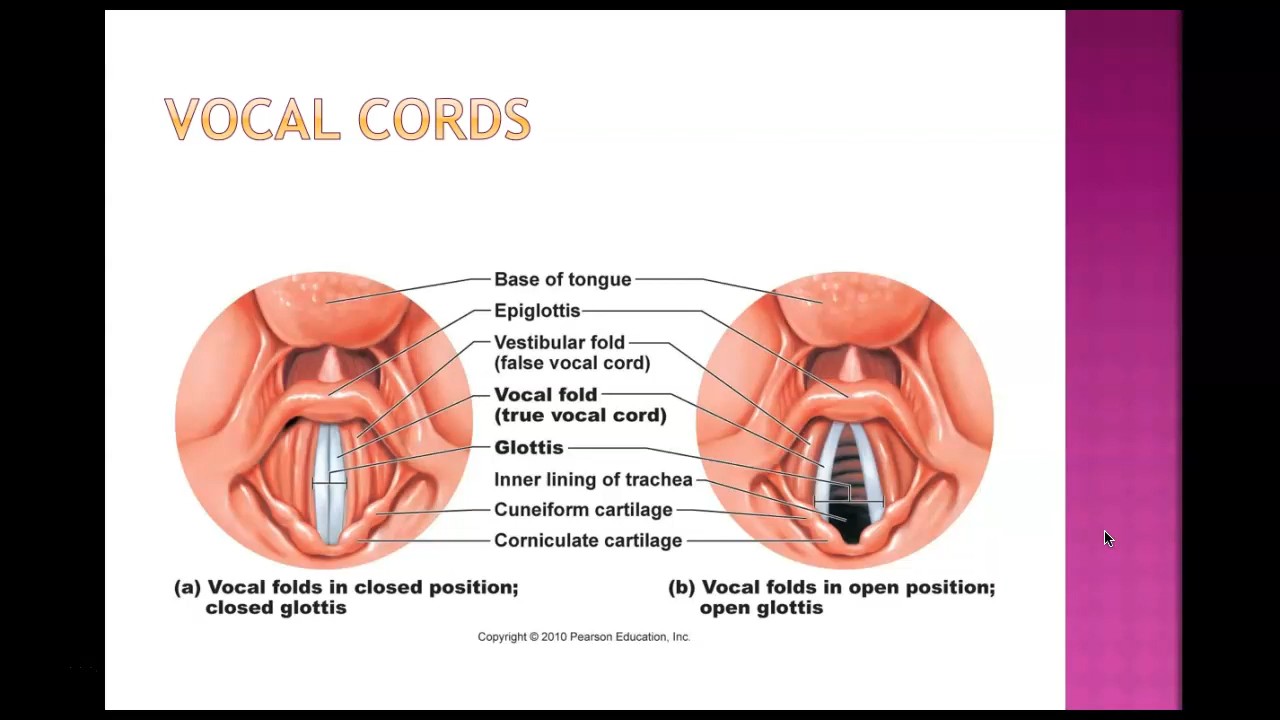 VOCAL CORDS
Base of tongue
Epiglottis
Vestibular fold
(false vocal cord)
Vocal fold
(true vocal cord)
Glottis
Inner lining of trachea
Cuneiform cartilage
Corniculate cartilage
(a) Vocal folds in closed position;
closed glottis
(b) Vocal folds in open position;
open glottis
Copyright © 2010 Pearson Education, Inc.